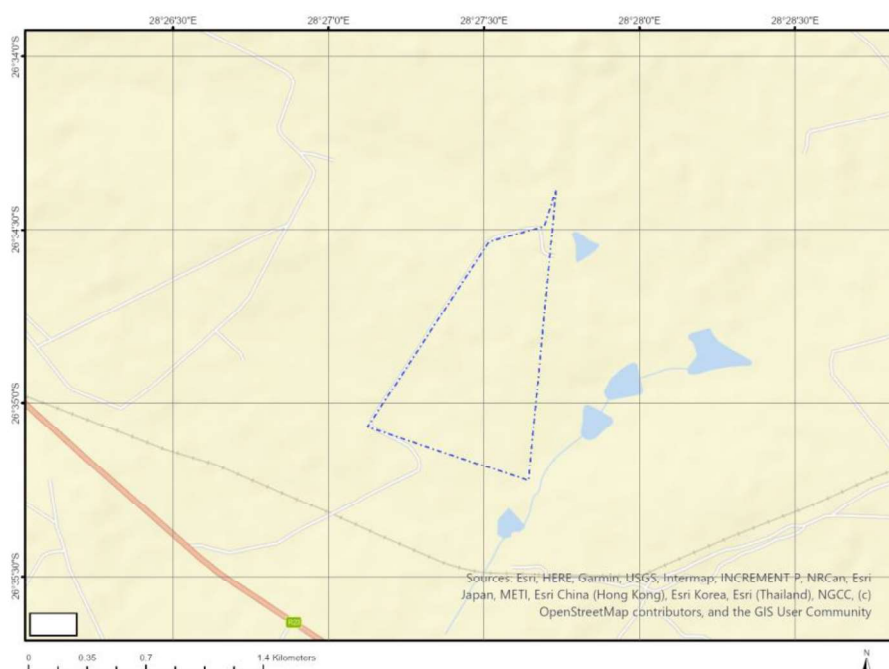 28°26'30"E 28°27'0"E 28°27'30"E 28°28'0"E 28°28'30"E
26°34'0"S
26°34'30"S
26°35'0"S
26°35'30"S
Sources: Esri, HERE, Garmin, USGS, Intermap, INCREMENT P, NRCan, Esri
Japan, METI, Esri China (Hong Kong), Esri Korea, Esri (Thailand), NGCC, (c)
OpenStreetMap contributors, and the GIS User Community
0 0.35 0.7 1.4 Kilometers
N